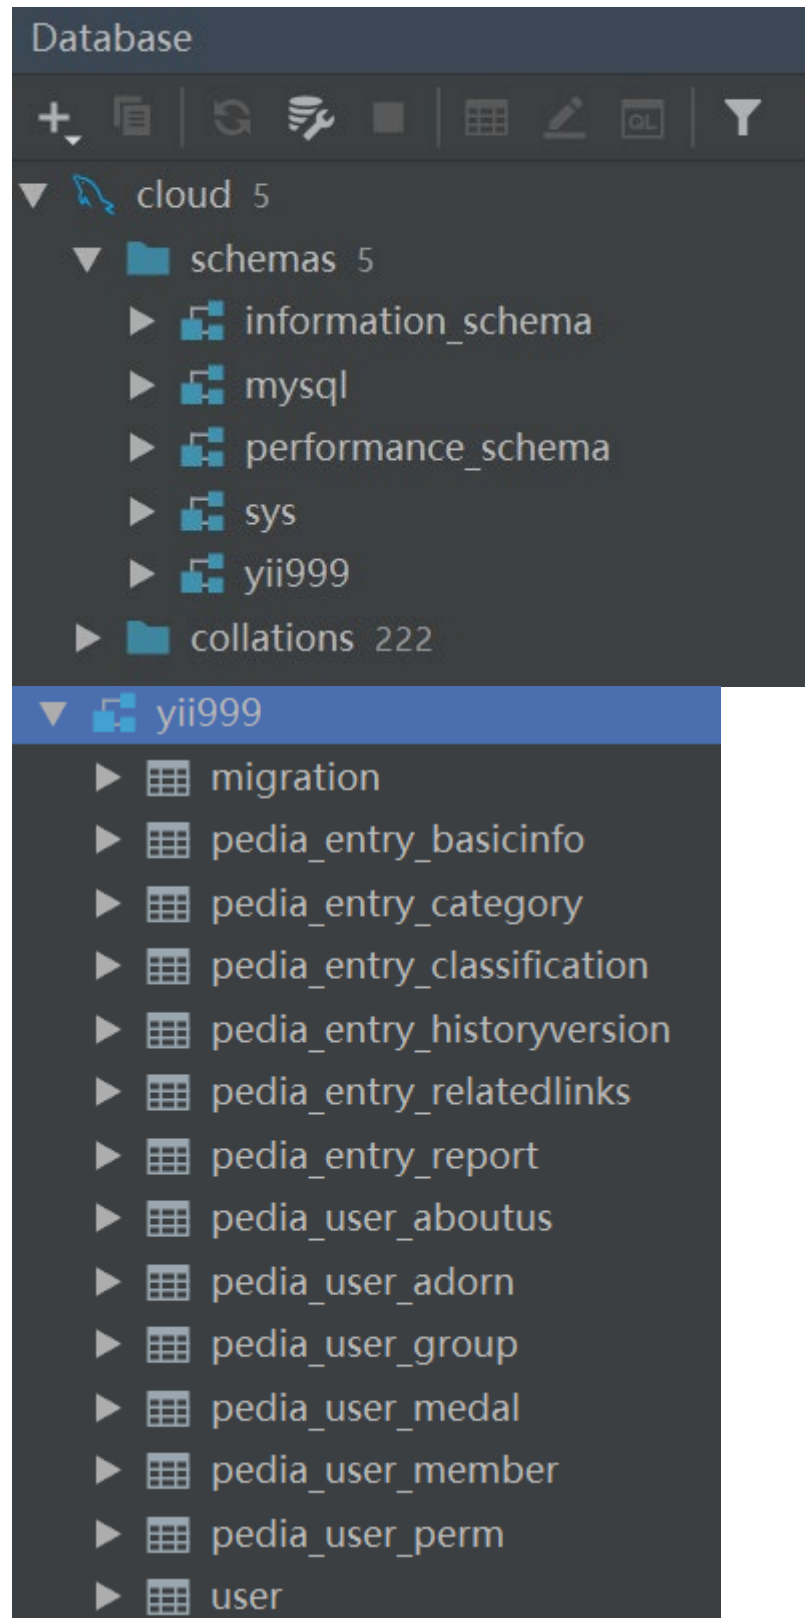 Database
QL
cloud 5
schemas 5
information_schema
mysql
performance_schema
sys
yii999
collations 222
yii999
migration
pedia_entry_basicinfo
pedia_entry_category
pedia_entry_classification
pedia_entry_historyversion
pedia_entry_relatedlinks
pedia_entry_report
pedia_user_aboutus
pedia_user_adorn
pedia_user_group
pedia_user_medal
pedia_user_member
pedia_user_perm
user